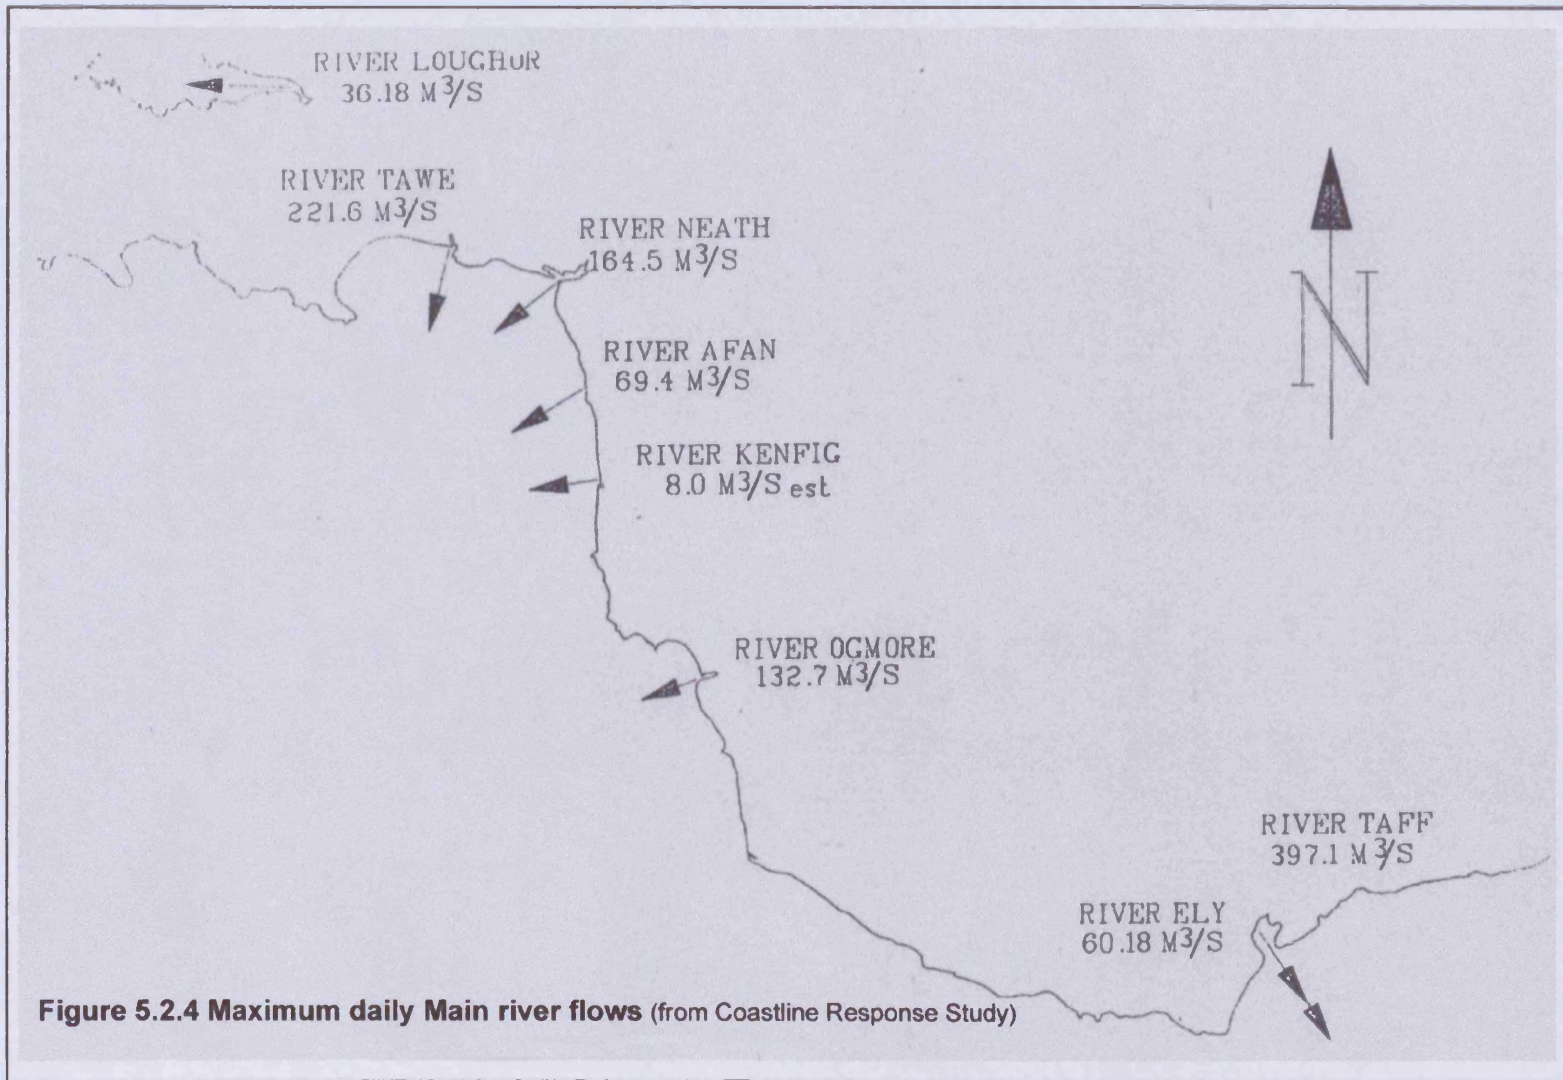 RIVER LOUGHOR
36.18 M³/S
RIVER TAWE
221.6 M³/S
RIVER NEATH
164.5 M³/S
RIVER AFAN
69.4 M³/S
RIVER KENFIG
8.0 M³/S est
RIVER OGMORE
132.7 M³/S
RIVER TAFF
397.1 M³/S
RIVER ELY
60.18 M³/S
N
Figure 5.2.4 Maximum daily Main river flows (from Coastline Response Study)